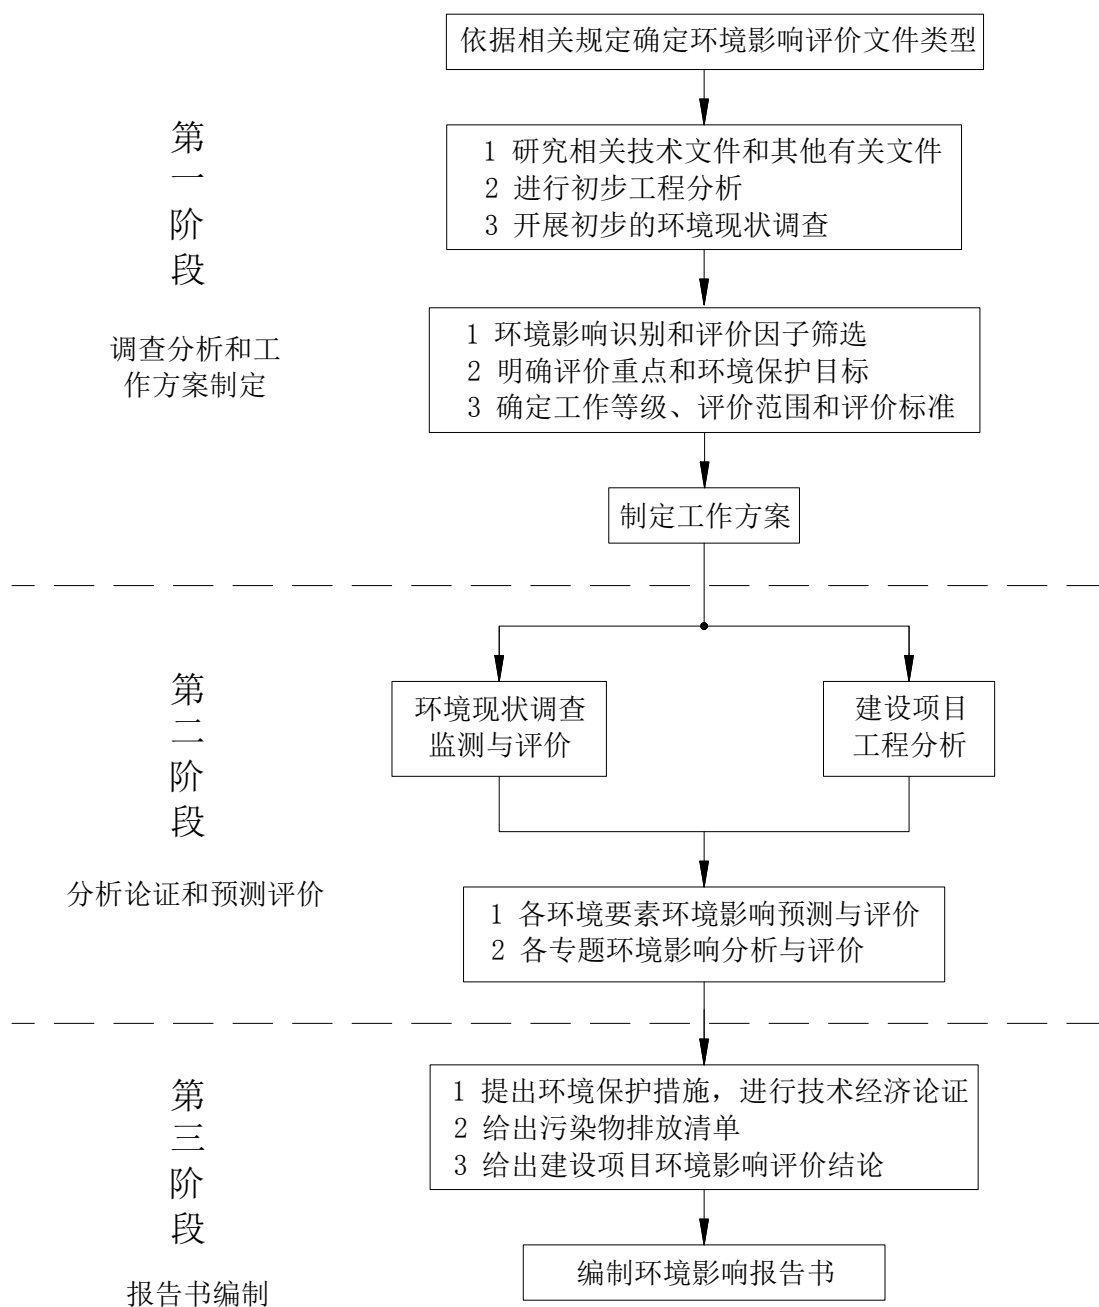 依据相关规定确定环境影响评价文件类型
第
一
阶
段
调查分析和工
作方案制定
1 研究相关技术文件和其他有关文件
2 进行初步工程分析
3 开展初步的环境现状调查
1 环境影响识别和评价因子筛选
2 明确评价重点和环境保护目标
3 确定工作等级、评价范围和评价标准
制定工作方案
第
二
阶
段
分析论证和预测评价
环境现状调查
监测与评价
建设项目
工程分析
1 各环境要素环境影响预测与评价
2 各专题环境影响分析与评价
第
三
阶
段
报告书编制
1 提出环境保护措施，进行技术经济论证
2 给出污染物排放清单
3 给出建设项目环境影响评价结论
编制环境影响报告书